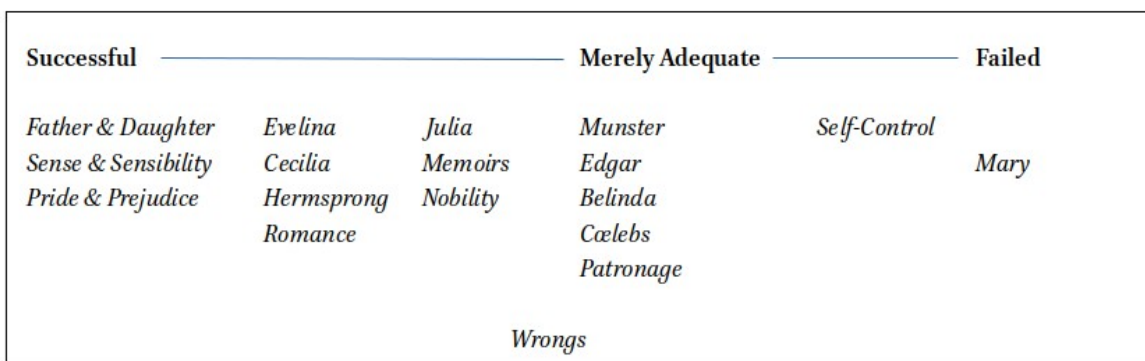 Successful Merely Adequate Failed
Father & Daughter Evelina Julia Munster Self-Control
Sense & Sensibility Cecilia Memoirs Edgar Mary
Pride & Prejudice Hermsprong Nobility Belinda
Romance Cœlebs
Patronage
Wrongs